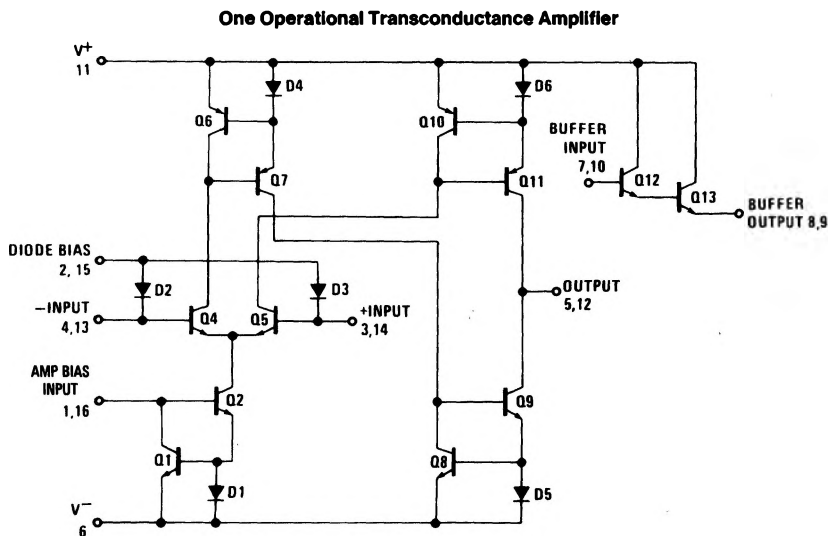 One Operational Transconductance Amplifier
V+
11
D4
D6
Q6
Q10
BUFFER
INPUT
7,10
Q7
Q11
Q12
Q13
BUFFER
OUTPUT 8,9
DIODE BIAS
2, 15
D2
D3
OUTPUT
5,12
—INPUT
4,13
Q4
Q5
+INPUT
3,14
AMP BIAS
INPUT
1,16
Q2
Q9
Q1
Q8
D1
D5
V—
6